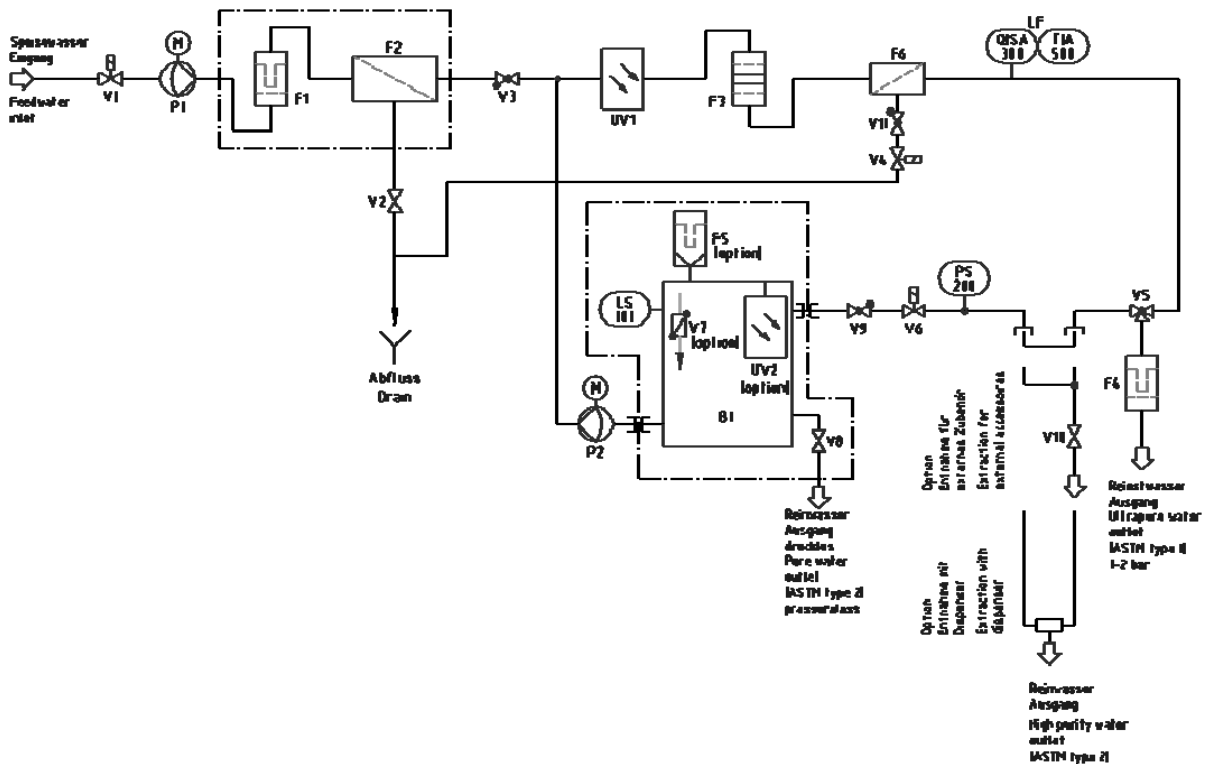 Speisewasser
Eingang
Feedwater
inlet
V1
M
P1
F1
F2
V2
Abfluss
Drain
V3
UV1
F3
F6
V11
V4
LF
QISA
300
TIA
500
F5
(option)
LS
101
V7
(option)
UV2
(option)
B1
M
P2
V8
V9
V6
PS
200
V5
F4
V10
Reinwasser
Ausgang
drucklos
Pure water
outlet
(ASTM type 2)
pressureless
Option
Entnahme für
externes Zubehör
Extraction for
external accessories
Reinstwasser
Ausgang
Ultrapure water
outlet
(ASTM type 1)
1-2 bar
Option
Entnahme mit
Dispenser
Extraction with
dispenser
Reinwasser
Ausgang
High purity water
outlet
(ASTM type 2)